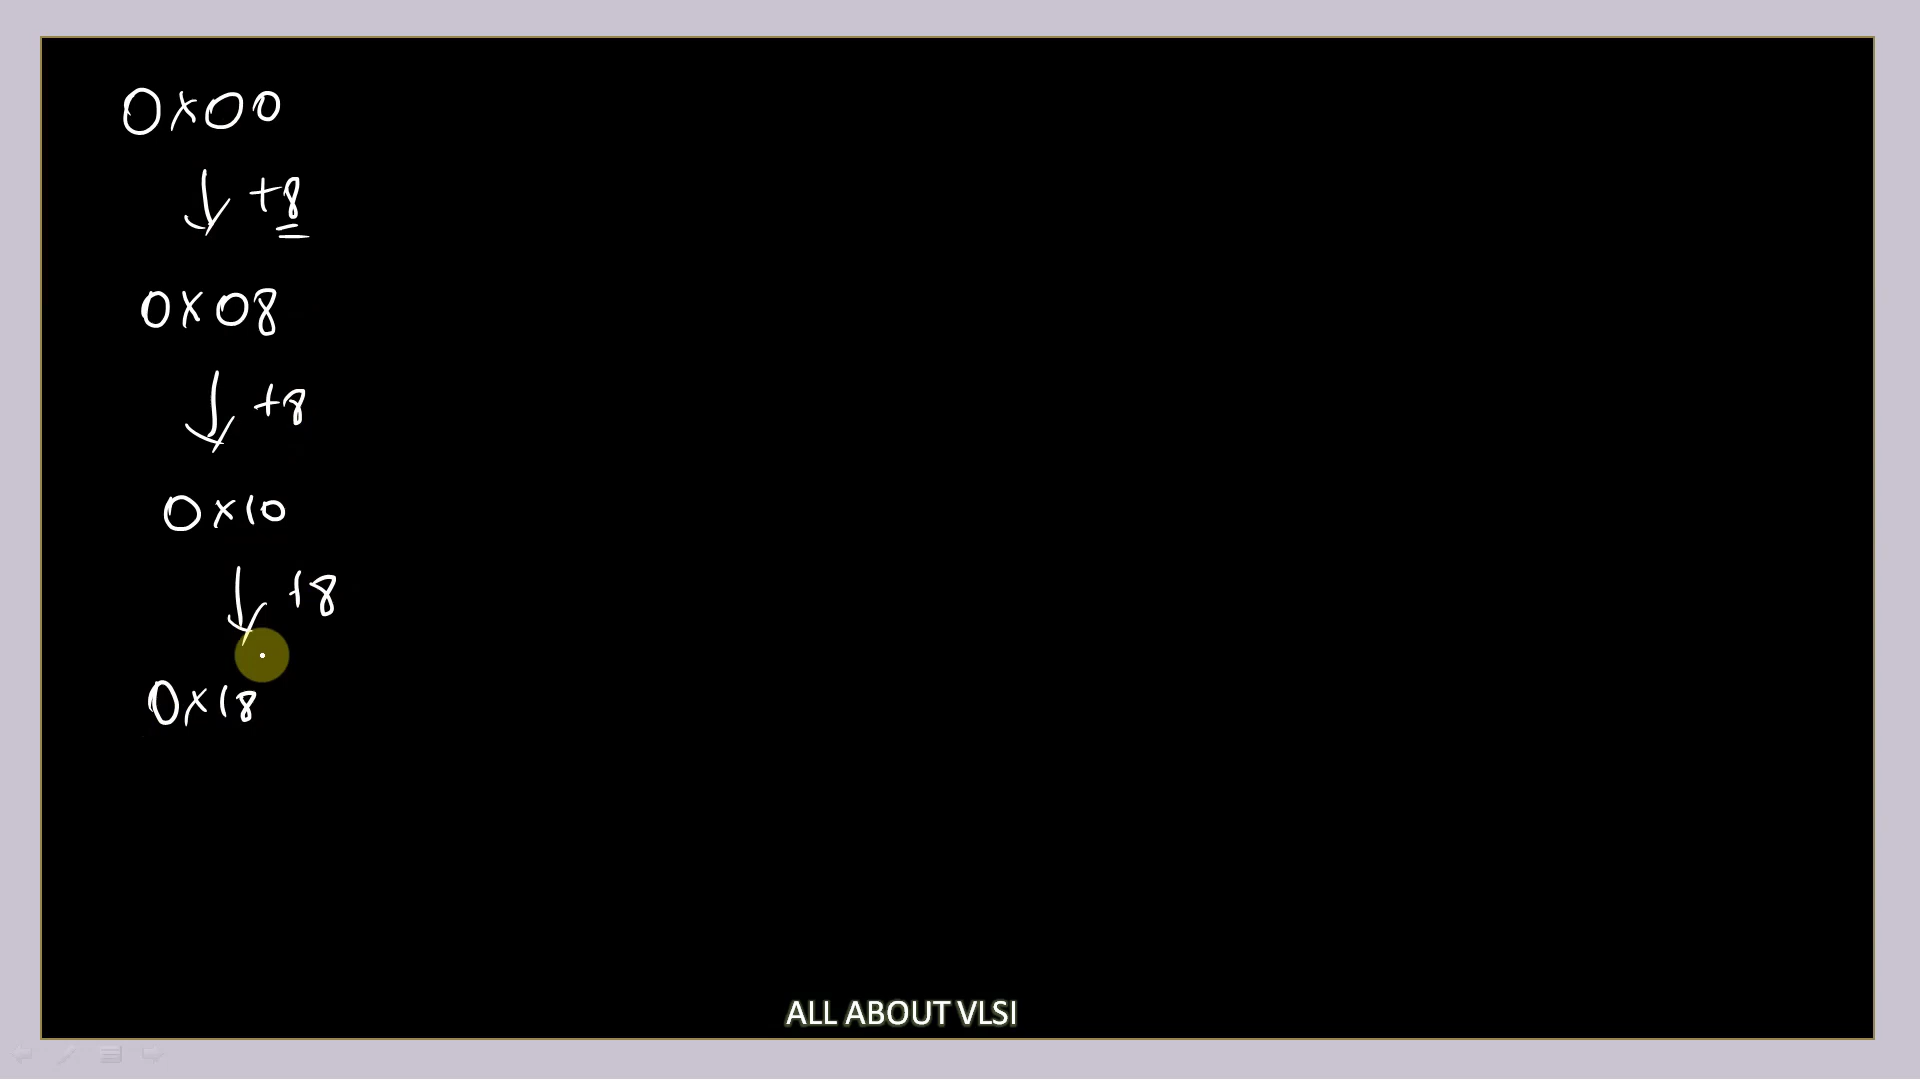 0x00
↓ +8
0x08
↓ +8
0x10
↓ +8
0x18
ALL ABOUT VLSI